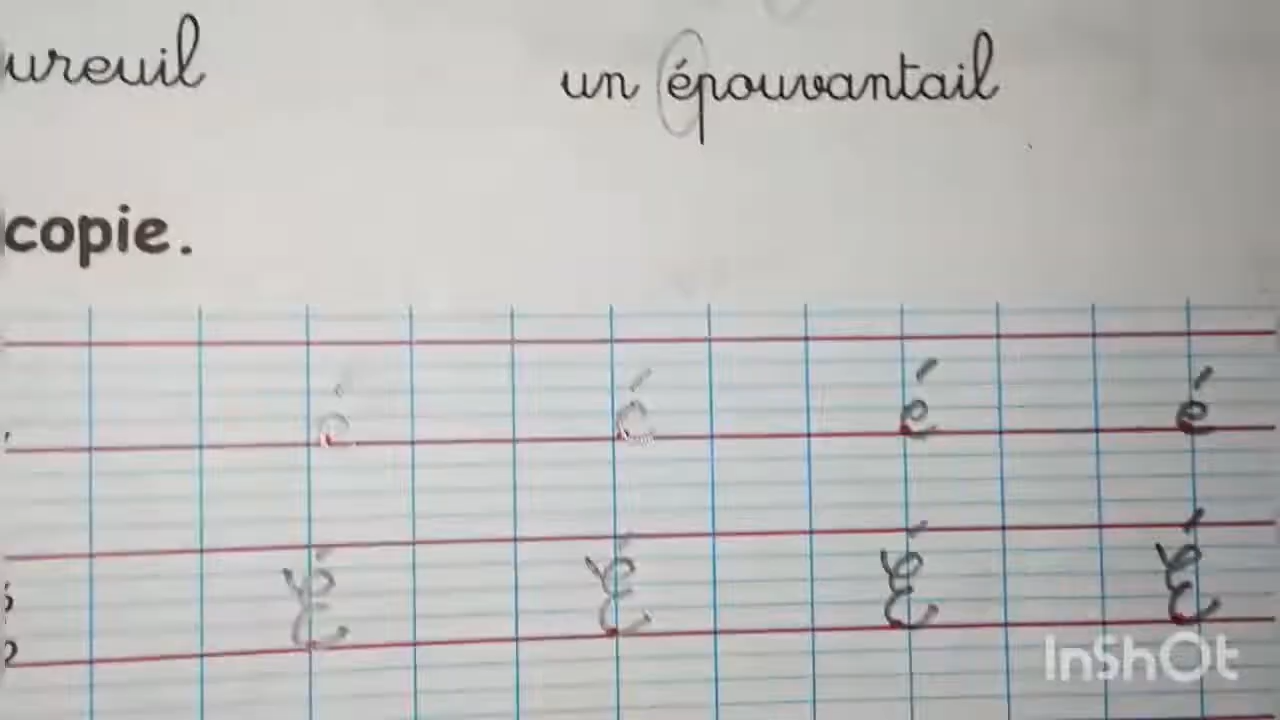 ureuil un épouvantail
copie.
é é é é
É É É É
InShOt